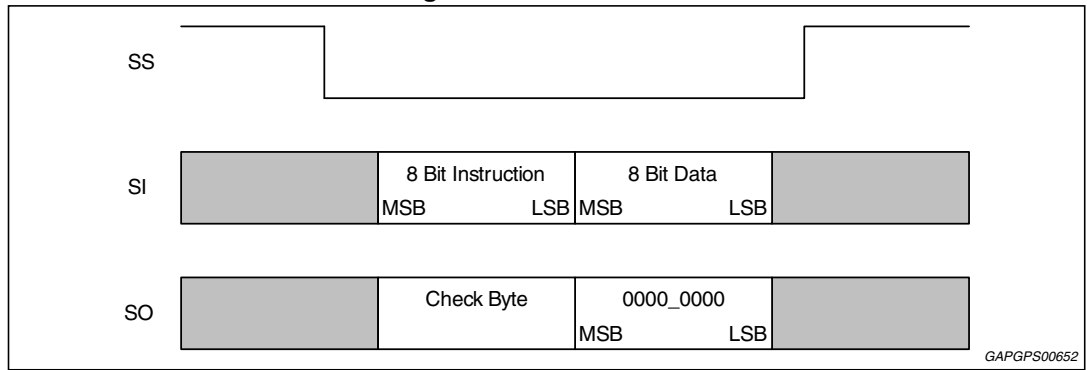 SS
SI
8 Bit Instruction 8 Bit Data
MSB LSB MSB LSB
SO
Check Byte 0000_0000
MSB LSB
GAPGPS00652